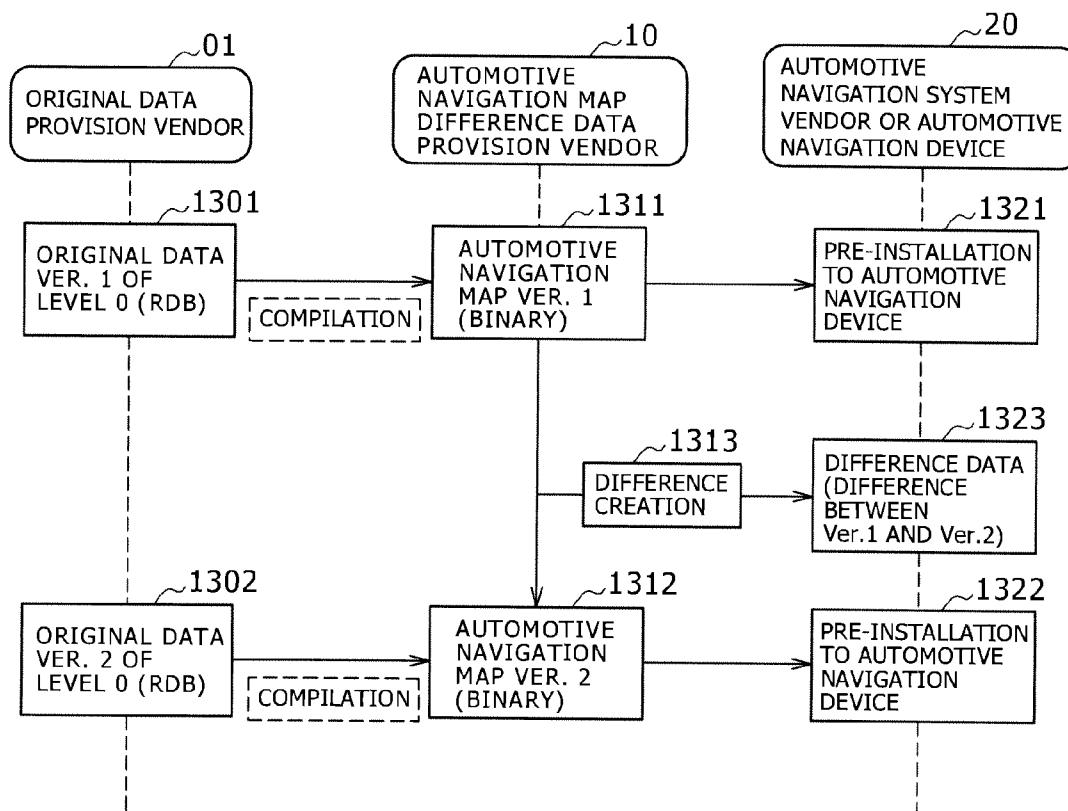 01
ORIGINAL DATA
PROVISION VENDOR
10
AUTOMOTIVE
NAVIGATION MAP
DIFFERENCE DATA
PROVISION VENDOR
20
AUTOMOTIVE
NAVIGATION SYSTEM
VENDOR OR AUTOMOTIVE
NAVIGATION DEVICE
1301
ORIGINAL DATA
VER. 1 OF
LEVEL 0 (RDB)
COMPILATION
1311
AUTOMOTIVE
NAVIGATION
MAP VER. 1
(BINARY)
1321
PRE-INSTALLATION
TO AUTOMOTIVE
NAVIGATION
DEVICE
1313
DIFFERENCE
CREATION
1323
DIFFERENCE DATA
(DIFFERENCE
BETWEEN
Ver.1 AND Ver.2)
1302
ORIGINAL DATA
VER. 2 OF
LEVEL 0 (RDB)
COMPILATION
1312
AUTOMOTIVE
NAVIGATION
MAP VER. 2
(BINARY)
1322
PRE-INSTALLATION
TO AUTOMOTIVE
NAVIGATION
DEVICE